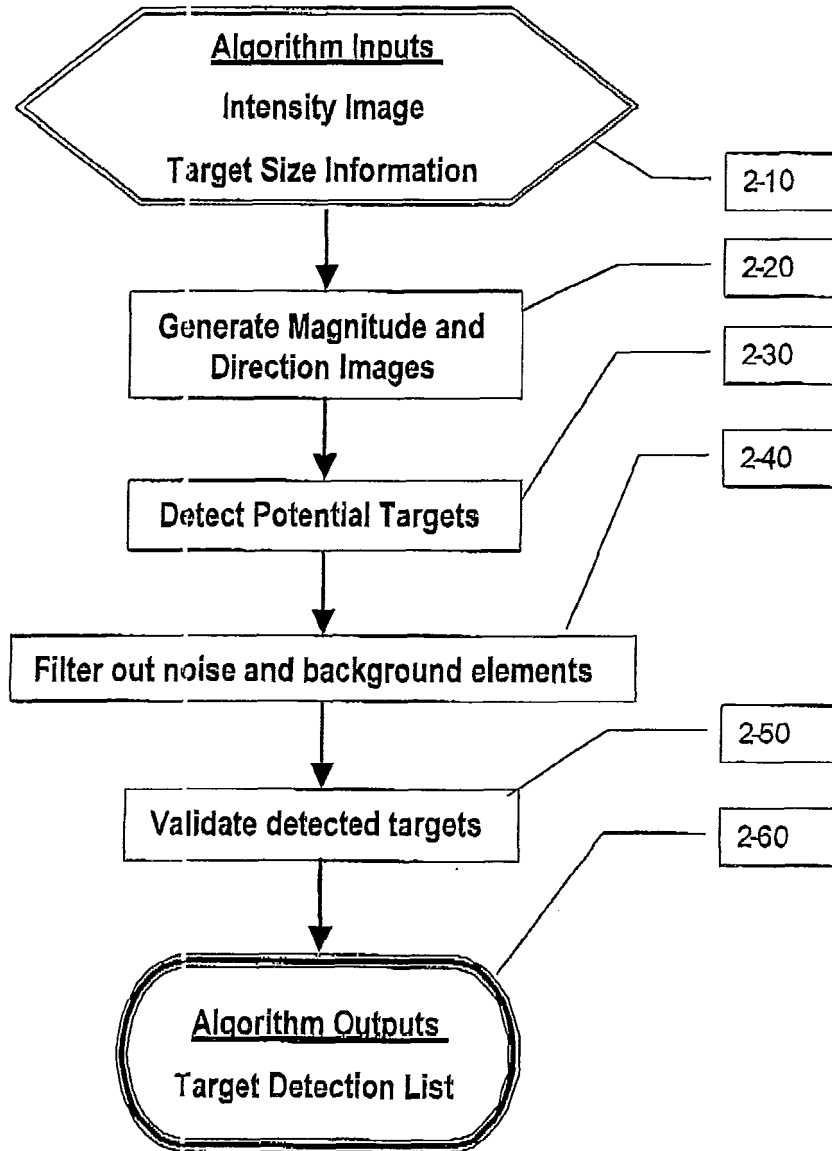 Algorithm Inputs
Intensity Image
Target Size Information
2-10
2-20
Generate Magnitude and
Direction Images
2-30
2-40
Detect Potential Targets
Filter out noise and background elements
2-50
Validate detected targets
2-60
Algorithm Outputs
Target Detection List